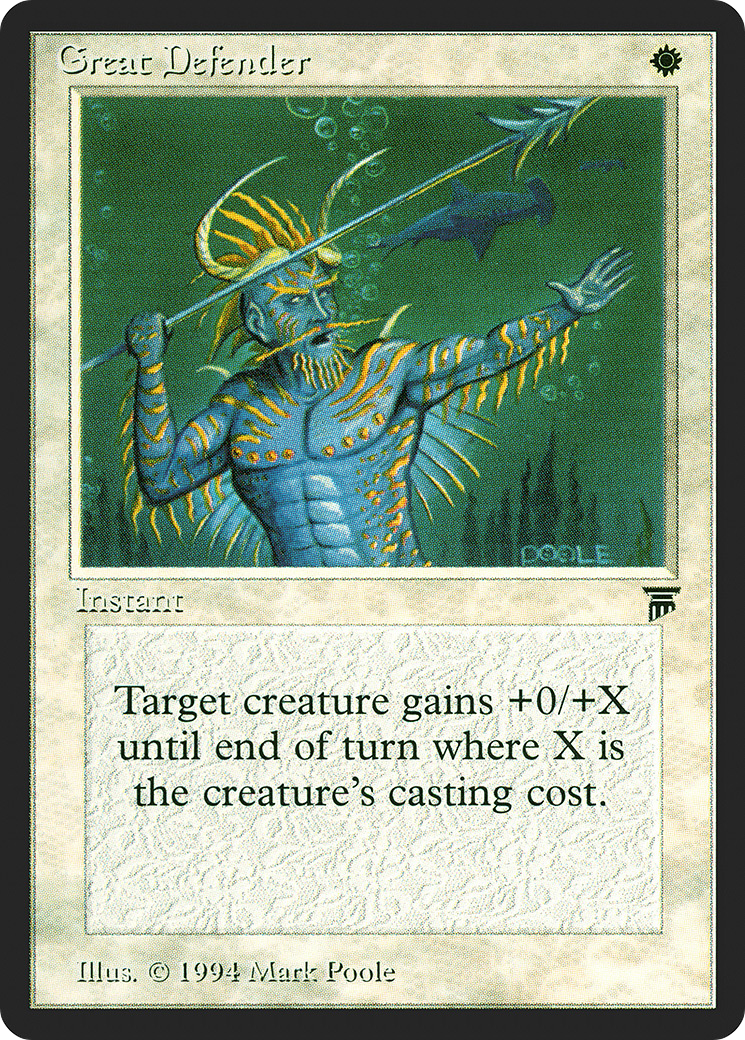 Great Defender
POOLE
Instant
Target creature gains +0/+X
until end of turn where X is
the creature's casting cost.
Illus. © 1994 Mark Poole